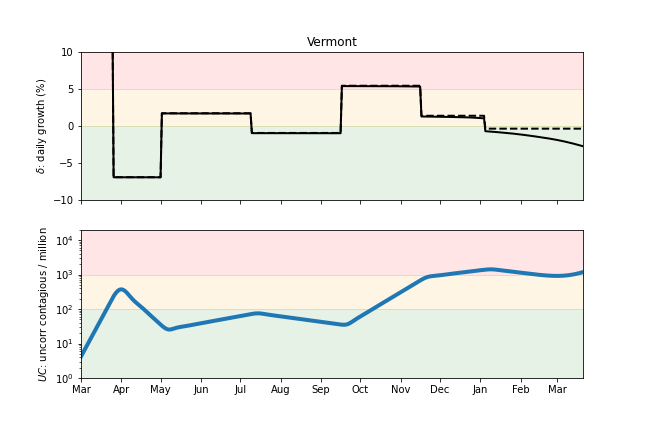 Vermont
10
5
0
−5
−10
δ: daily growth (%)
10⁴
10³
10²
10¹
10⁰
UC: uncorr contagious / million
Mar Apr May Jun Jul Aug Sep Oct Nov Dec Jan Feb Mar